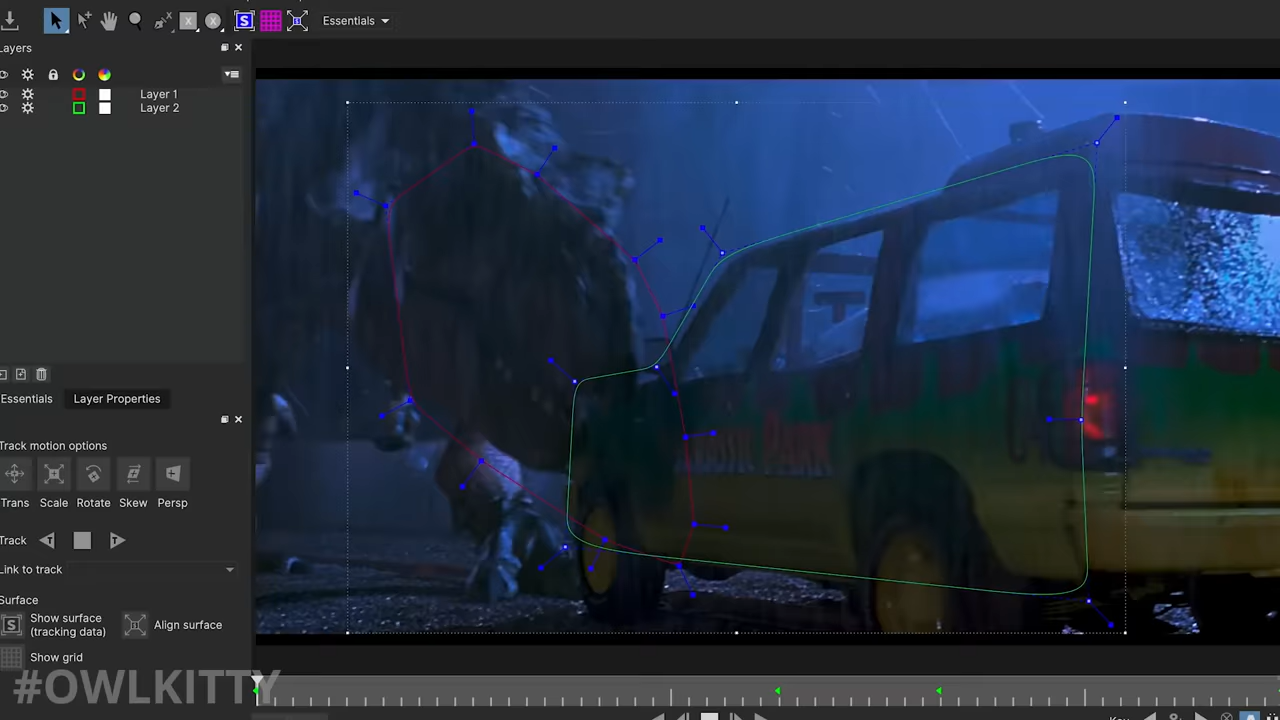 Essentials
Layers
Layer 1
Layer 2
Essentials
Layer Properties
Track motion options
Trans
Scale
Rotate
Skew
Persp
Track
Link to track
Surface
Show surface
(tracking data)
Align surface
Show grid
#OWLKITTY